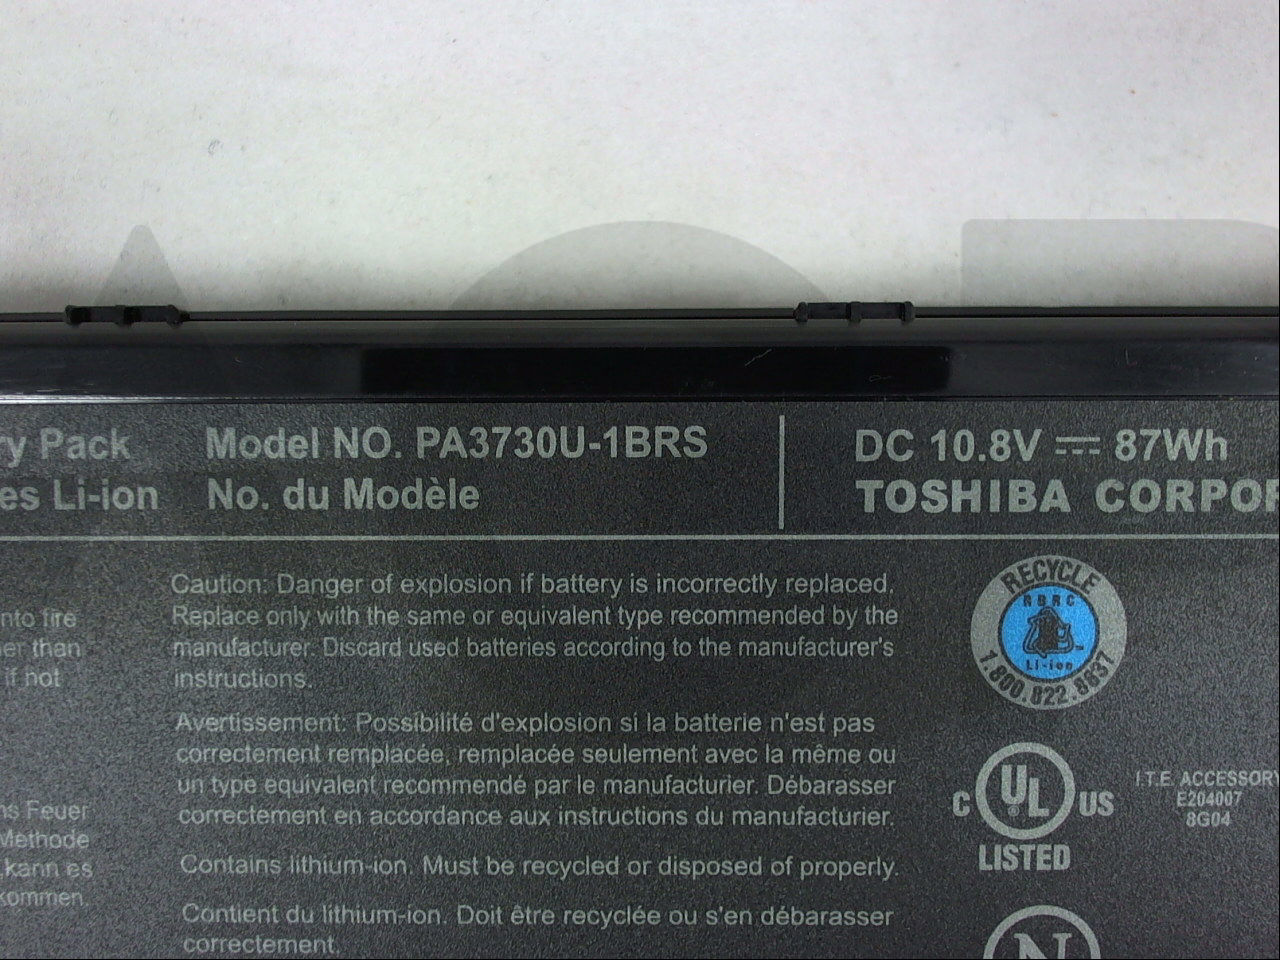 ry Pack Model NO. PA3730U-1BRS DC 10.8V 87Wh
es Li-ion No. du Modèle TOSHIBA CORPOR
Caution: Danger of explosion if battery is incorrectly replaced,
Replace only with the same or equivalent type recommended by the
manufacturer. Discard used batteries according to the manufacturer's
instructions.
nto fire
er than
if not
Avertissement: Possibilité d'explosion si la batterie n'est pas
correctement remplacée, remplacée seulement avec la même ou
un type equivalent recommendé par le manufacturier. Débarasser
correctement en accordance aux instructions du manufacturier.
ns Feuer
Methode
kann es
kommen.
Contains lithium-ion. Must be recycled or disposed of properly.
Contient du lithium-ion. Doit être recyclée ou s'en débarasser
correctement.
RECYCLE
RBRC
Li-ion
1.800.822.8837
C UL US
LISTED
I.T.E. ACCESSORY
E204007
8G04
N